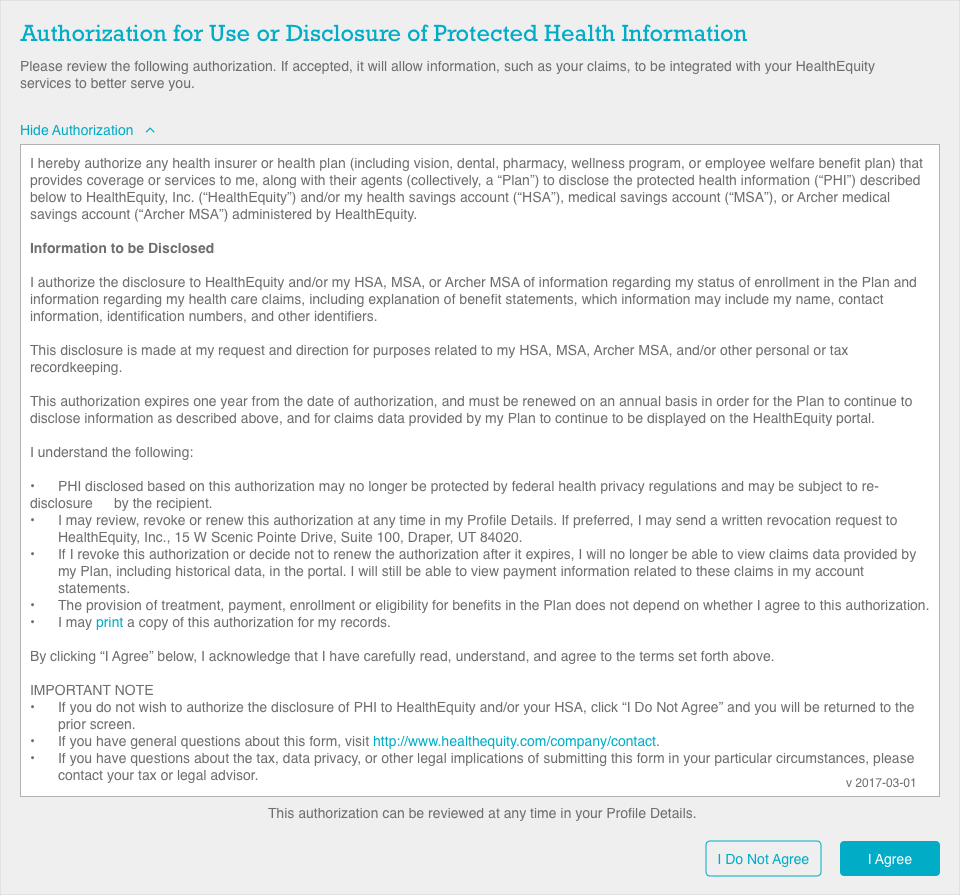 Authorization for Use or Disclosure of Protected Health Information
Please review the following authorization. If accepted, it will allow information, such as your claims, to be integrated with your HealthEquity
services to better serve you.
Hide Authorization
I hereby authorize any health insurer or health plan (including vision, dental, pharmacy, wellness program, or employee welfare benefit plan) that
provides coverage or services to me, along with their agents (collectively, a “Plan”) to disclose the protected health information (“PHI”) described
below to HealthEquity, Inc. (“HealthEquity”) and/or my health savings account (“HSA”), medical savings account (“MSA”), or Archer medical
savings account (“Archer MSA”) administered by HealthEquity.
Information to be Disclosed
I authorize the disclosure to HealthEquity and/or my HSA, MSA, or Archer MSA of information regarding my status of enrollment in the Plan and
information regarding my health care claims, including explanation of benefit statements, which information may include my name, contact
information, identification numbers, and other identifiers.
This disclosure is made at my request and direction for purposes related to my HSA, MSA, Archer MSA, and/or other personal or tax
recordkeeping.
This authorization expires one year from the date of authorization, and must be renewed on an annual basis in order for the Plan to continue to
disclose information as described above, and for claims data provided by my Plan to continue to be displayed on the HealthEquity portal.
I understand the following:
• PHI disclosed based on this authorization may no longer be protected by federal health privacy regulations and may be subject to re-
disclosure by the recipient.
• I may review, revoke or renew this authorization at any time in my Profile Details. If preferred, I may send a written revocation request to
HealthEquity, Inc., 15 W Scenic Pointe Drive, Suite 100, Draper, UT 84020.
• If I revoke this authorization or decide not to renew the authorization after it expires, I will no longer be able to view claims data provided by
my Plan, including historical data, in the portal. I will still be able to view payment information related to these claims in my account
statements.
• The provision of treatment, payment, enrollment or eligibility for benefits in the Plan does not depend on whether I agree to this authorization.
• I may print a copy of this authorization for my records.
By clicking “I Agree” below, I acknowledge that I have carefully read, understand, and agree to the terms set forth above.
IMPORTANT NOTE
• If you do not wish to authorize the disclosure of PHI to HealthEquity and/or your HSA, click “I Do Not Agree” and you will be returned to the
prior screen.
• If you have general questions about this form, visit http://www.healthequity.com/company/contact.
• If you have questions about the tax, data privacy, or other legal implications of submitting this form in your particular circumstances, please
contact your tax or legal advisor.
v 2017-03-01
This authorization can be reviewed at any time in your Profile Details.
I Do Not Agree
I Agree